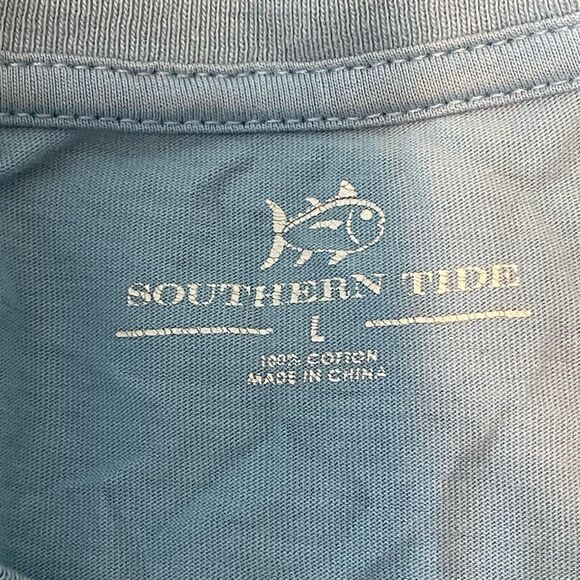 SOUTHERN TIDE
L
100% COTTON
MADE IN CHINA